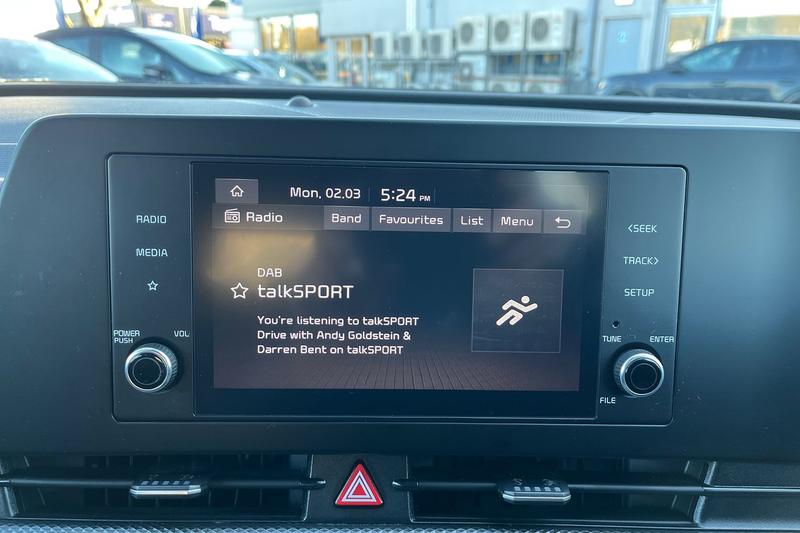 Mon, 02.03 5:24 PM
Radio Band Favourites List Menu
RADIO
MEDIA
POWER PUSH
VOL
DAB
talkSPORT
You're listening to talkSPORT
Drive with Andy Goldstein &
Darren Bent on talkSPORT
<SEEK
TRACK>
SETUP
TUNE
ENTER
FILE